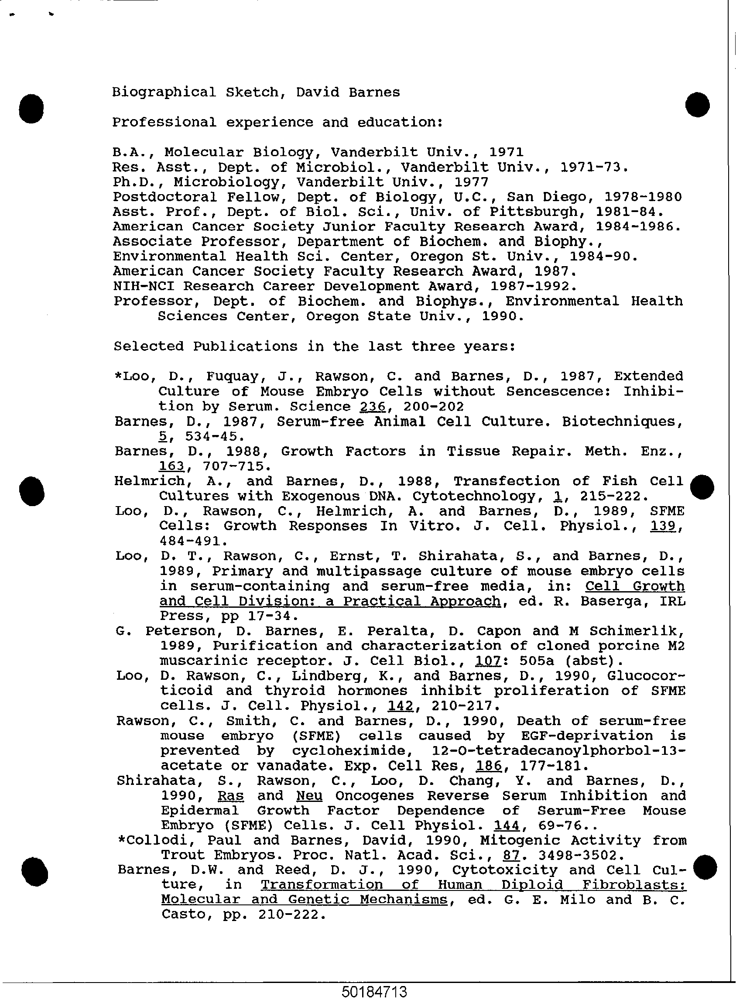 Biographical Sketch, David Barnes
Professional experience and education:
B.A., Molecular Biology, Vanderbilt Univ., 1971
Res. Asst., Dept. of Microbiol., Vanderbilt Univ., 1971-73.
Ph.D., Microbiology, Vanderbilt Univ., 1977
Postdoctoral Fellow, Dept. of Biology, U.C., San Diego, 1978-1980
Asst. Prof., Dept. of Biol. Sci., Univ. of Pittsburgh, 1981-84.
American Cancer Society Junior Faculty Research Award, 1984-1986.
Associate Professor, Department of Biochem. and Biophy.,
Environmental Health Sci. Center, Oregon St. Univ., 1984-90.
American Cancer Society Faculty Research Award, 1987.
NIH-NCI Research Career Development Award, 1987-1992.
Professor, Dept. of Biochem. and Biophys., Environmental Health
Sciences Center, Oregon State Univ., 1990.
Selected Publications in the last three years:
*Loo, D., Fuquay, J., Rawson, C. and Barnes, D., 1987, Extended
Culture of Mouse Embryo Cells without Sencescence: Inhibi-
tion by Serum. Science 236, 200-202
Barnes, D., 1987, Serum-free Animal Cell Culture. Biotechniques,
5, 534-45.
Barnes, D., 1988, Growth Factors in Tissue Repair. Meth. Enz.,
163, 707-715.
Helmrich, A., and Barnes, D., 1988, Transfection of Fish Cell
Cultures with Exogenous DNA. Cytotechnology, 1, 215-222.
Loo, D., Rawson, C., Helmrich, A. and Barnes, D., 1989, SFME
Cells: Growth Responses In Vitro. J. Cell. Physiol., 139,
484-491.
Loo, D. T., Rawson, C., Ernst, T. Shirahata, S., and Barnes, D.,
1989, Primary and multipassage culture of mouse embryo cells
in serum-containing and serum-free media, in: Cell Growth
and Cell Division: a Practical Approach, ed. R. Baserga, IRL
Press, pp 17-34.
G. Peterson, D. Barnes, E. Peralta, D. Capon and M Schimerlik,
1989, Purification and characterization of cloned porcine M2
muscarinic receptor. J. Cell Biol., 107: 505a (abst).
Loo, D. Rawson, C., Lindberg, K., and Barnes, D., 1990, Glucocor-
ticoid and thyroid hormones inhibit proliferation of SFME
cells. J. Cell. Physiol., 142, 210-217.
Rawson, C., Smith, C. and Barnes, D., 1990, Death of serum-free
mouse embryo (SFME) cells caused by EGF-deprivation is
prevented by cycloheximide, 12-O-tetradecanoylphorbol-13-
acetate or vanadate. Exp. Cell Res, 186, 177-181.
Shirahata, S., Rawson, C., Loo, D. Chang, Y. and Barnes, D.,
1990, Ras and Neu Oncogenes Reverse Serum Inhibition and
Epidermal Growth Factor Dependence of Serum-Free Mouse
Embryo (SFME) Cells. J. Cell Physiol. 144, 69-76..
*Collodi, Paul and Barnes, David, 1990, Mitogenic Activity from
Trout Embryos. Proc. Natl. Acad. Sci., 87. 3498-3502.
Barnes, D.W. and Reed, D. J., 1990, Cytotoxicity and Cell Cul-
ture, in Transformation of Human Diploid Fibroblasts:
Molecular and Genetic Mechanisms, ed. G. E. Milo and B. C.
Casto, pp. 210-222.
50184713